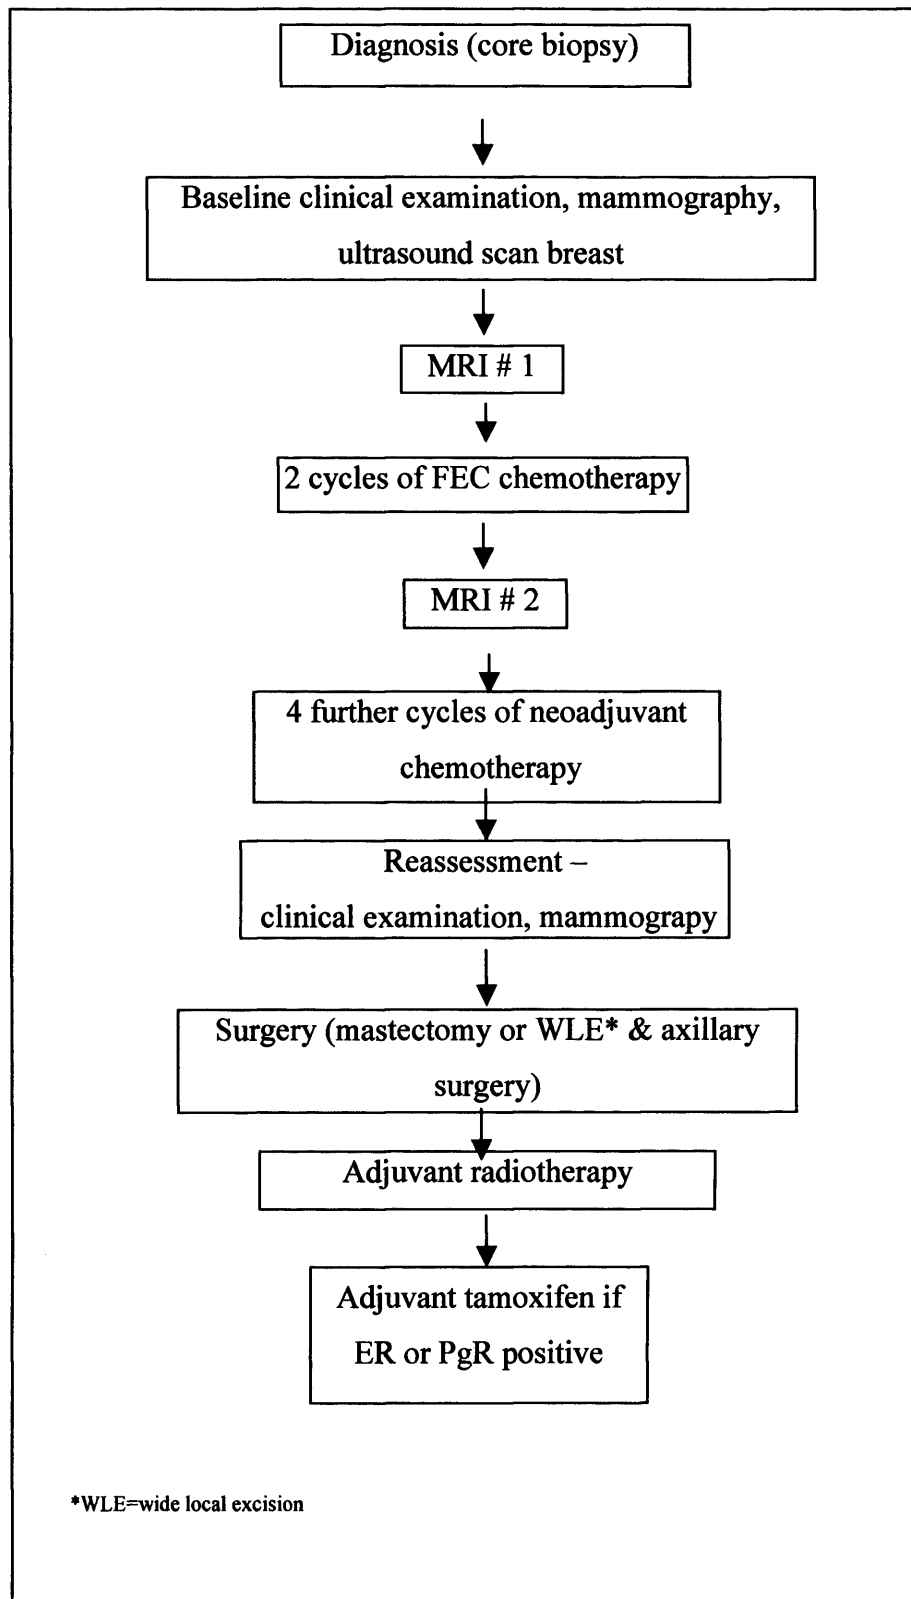 Diagnosis (core biopsy)
Baseline clinical examination, mammography,
ultrasound scan breast
MRI # 1
2 cycles of FEC chemotherapy
MRI # 2
4 further cycles of neoadjuvant
chemotherapy
Reassessment –
clinical examination, mammograpy
Surgery (mastectomy or WLE* & axillary
surgery)
Adjuvant radiotherapy
Adjuvant tamoxifen if
ER or PgR positive
*WLE=wide local excision